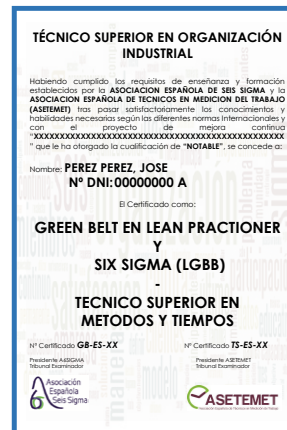 TÉCNICO SUPERIOR EN ORGANIZACIÓN
INDUSTRIAL
Habiendo cumplido los requisitos de enseñanza y formación
establecidos por la ASOCIACION ESPAÑOLA DE SEIS SIGMA y la
ASOCIACION ESPAÑOLA DE TECNICOS EN MEDICION DEL TRABAJO
(ASETEMET) tras pasar satisfactoriamente los conocimientos y
habilidades necesarias según las diferentes normas Internacionales y
con el proyecto de mejora continua
"XXXXXXXXXXXXXXXXXXXXXXXXXXXXXXXXXXXXXXXXXXXXXXXX
" que le ha otorgado la cualificación de "NOTABLE", se concede a:
Nombre: PEREZ PEREZ, JOSE
Nº DNI:00000000 A
El Certificado como:
GREEN BELT EN LEAN PRACTIONER
Y
SIX SIGMA (LGBB)
-
TECNICO SUPERIOR EN
METODOS Y TIEMPOS
Nº Certificado GB-ES-XX Nº Certificado TS-ES-XX
Presidente AeSIGMA Presidente ASETEMET
Tribunal Examinador Tribunal Examinador
Asociación
Española
Seis Sigma
ASETEMET